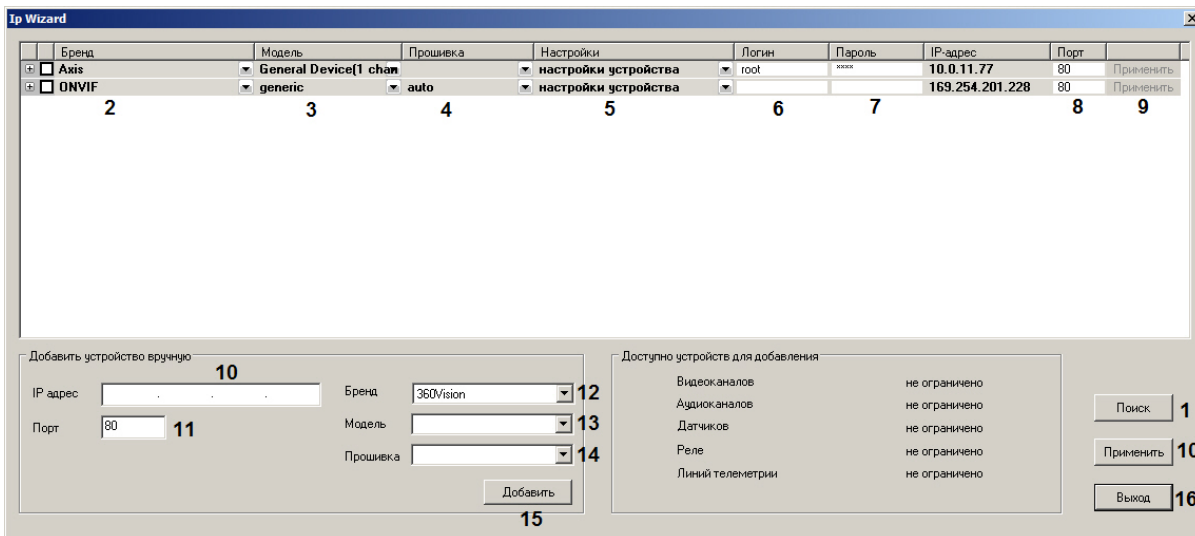 Ip Wizard
Бренд Модель Прошивка Настройки Логин Пароль IP-адрес Порт
Axis General Device(1 chan настройки устройства root xxxx 10.0.11.77 80 Применить
ONVIF generic auto настройки устройства 169.254.201.228 80 Применить
2 3 4 5 6 7 8 9
Добавить устройство вручную
10
IP адрес . . .
Порт 80 11
Бренд 360Vision 12
Модель 13
Прошивка 14
Добавить
15
Доступно устройств для добавления
Видеоканалов не ограничено
Аудиоканалов не ограничено
Датчиков не ограничено
Реле не ограничено
Линий телеметрии не ограничено
Поиск 1
Применить 10
Выход 16